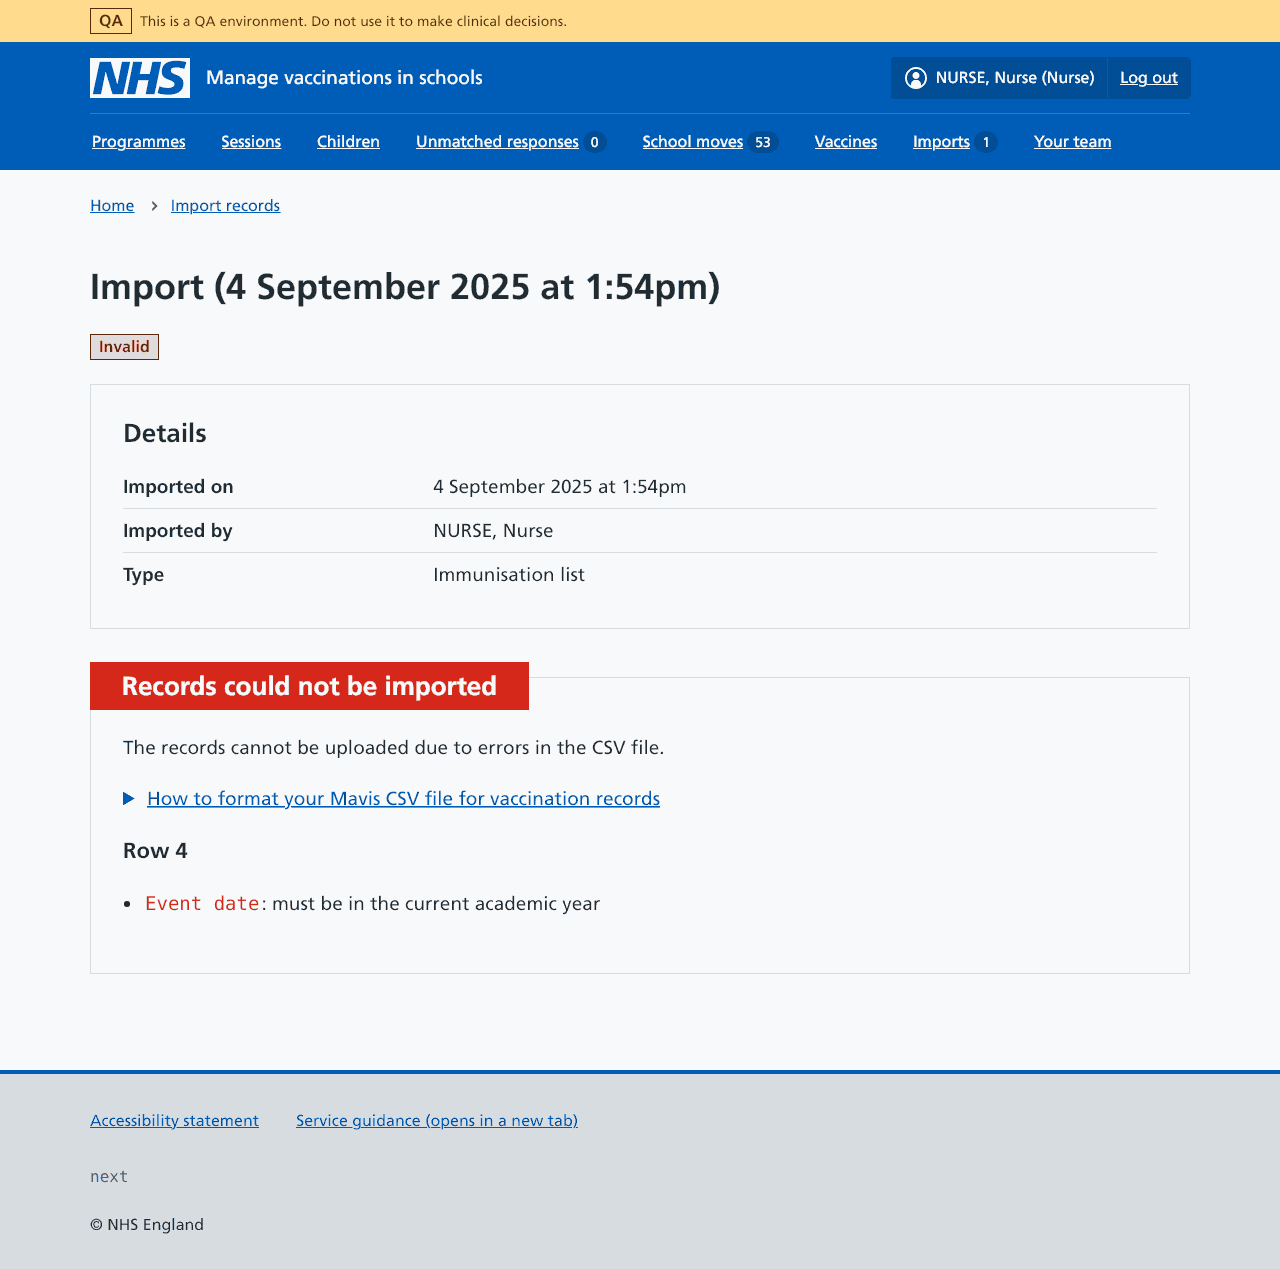 QA This is a QA environment. Do not use it to make clinical decisions.
NHS Manage vaccinations in schools NURSE, Nurse (Nurse) Log out
Programmes Sessions Children Unmatched responses 0 School moves 53 Vaccines Imports 1 Your team
Home Import records
Import (4 September 2025 at 1:54pm)
Invalid
Details
Imported on 4 September 2025 at 1:54pm
Imported by NURSE, Nurse
Type Immunisation list
Records could not be imported
The records cannot be uploaded due to errors in the CSV file.
How to format your Mavis CSV file for vaccination records
Row 4
Event date: must be in the current academic year
Accessibility statement Service guidance (opens in a new tab)
next
© NHS England